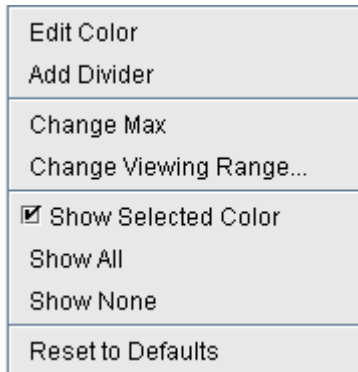 Edit Color
Add Divider
Change Max
Change Viewing Range...
Show Selected Color
Show All
Show None
Reset to Defaults